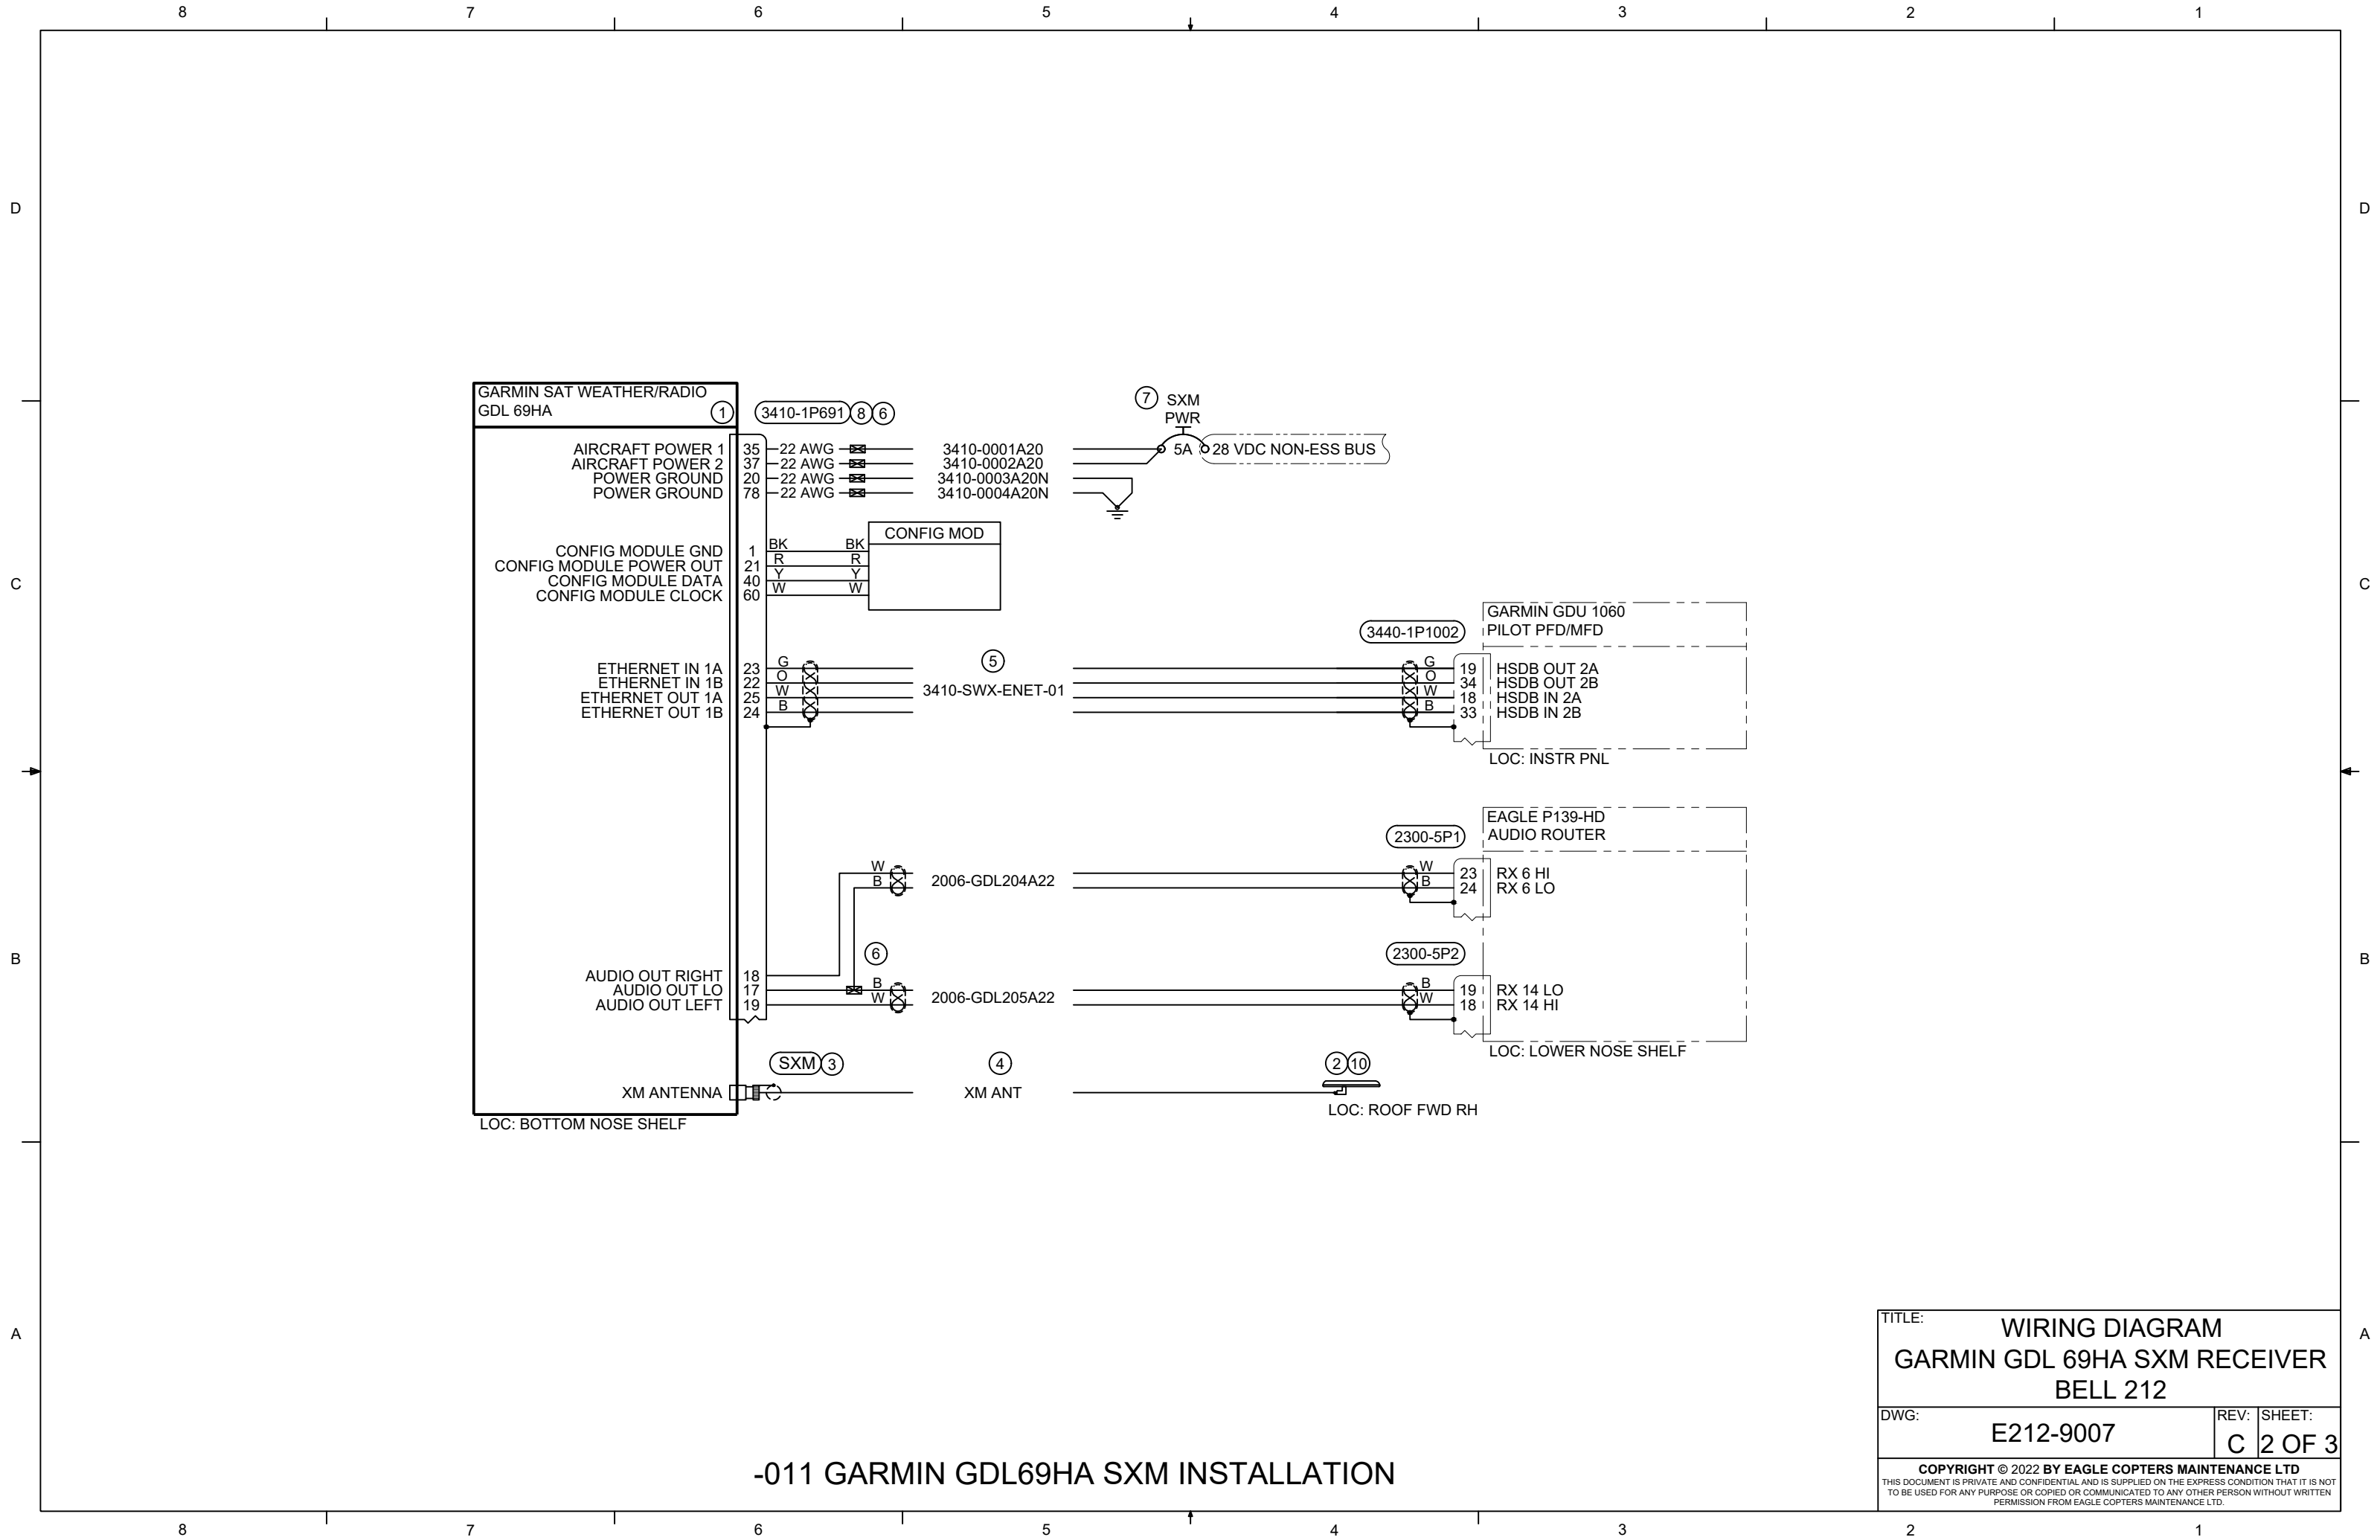 8 7 6 5 4 3 2 1
D D
GARMIN SAT WEATHER/RADIO
GDL 69HA 1
3410-1P691 8 6
7 SXM
PWR
AIRCRAFT POWER 1 35 22 AWG 3410-0001A20 5A 28 VDC NON-ESS BUS
AIRCRAFT POWER 2 37 22 AWG 3410-0002A20
POWER GROUND 20 22 AWG 3410-0003A20N
POWER GROUND 78 22 AWG 3410-0004A20N
CONFIG MOD
CONFIG MODULE GND 1 BK BK
CONFIG MODULE POWER OUT 21 R R
CONFIG MODULE DATA 40 Y Y
CONFIG MODULE CLOCK 60 W W
C C
GARMIN GDU 1060
3440-1P1002 PILOT PFD/MFD
5
ETHERNET IN 1A 23 G G 19 HSDB OUT 2A
ETHERNET IN 1B 22 O O 34 HSDB OUT 2B
3410-SWX-ENET-01
ETHERNET OUT 1A 25 W W 18 HSDB IN 2A
ETHERNET OUT 1B 24 B B 33 HSDB IN 2B
LOC: INSTR PNL
EAGLE P139-HD
2300-5P1 AUDIO ROUTER
W W 23 RX 6 HI
2006-GDL204A22
B B 24 RX 6 LO
B B
6 2300-5P2
AUDIO OUT RIGHT 18
AUDIO OUT LO 17 B B 19 RX 14 LO
2006-GDL205A22
AUDIO OUT LEFT 19 W W 18 RX 14 HI
LOC: LOWER NOSE SHELF
SXM 3 4 2 10
XM ANTENNA XM ANT
LOC: ROOF FWD RH
LOC: BOTTOM NOSE SHELF
A A
TITLE:
WIRING DIAGRAM
GARMIN GDL 69HA SXM RECEIVER
BELL 212
DWG: REV: SHEET:
E212-9007 C 2 OF 3
COPYRIGHT © 2022 BY EAGLE COPTERS MAINTENANCE LTD
THIS DOCUMENT IS PRIVATE AND CONFIDENTIAL AND IS SUPPLIED ON THE EXPRESS CONDITION THAT IT IS NOT
TO BE USED FOR ANY PURPOSE OR COPIED OR COMMUNICATED TO ANY OTHER PERSON WITHOUT WRITTEN
PERMISSION FROM EAGLE COPTERS MAINTENANCE LTD.
-011 GARMIN GDL69HA SXM INSTALLATION
8 7 6 5 4 3 2 1